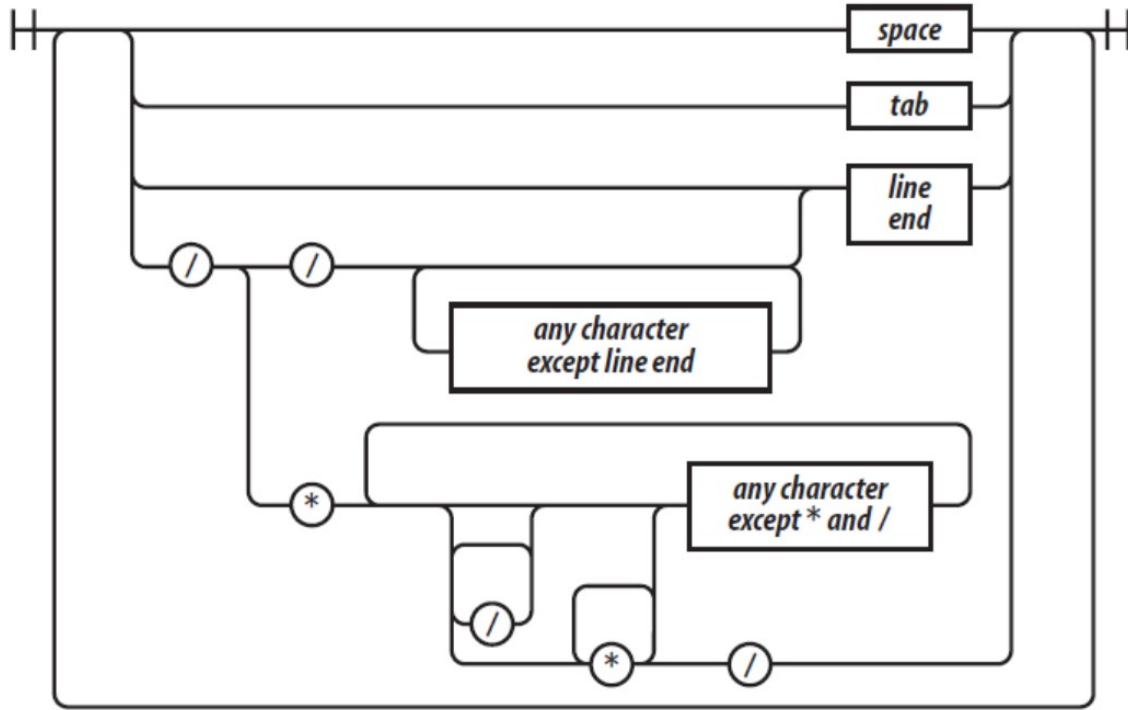 space
tab
line
end
/ /
any character
except line end
*
any character
except * and /
/
* /